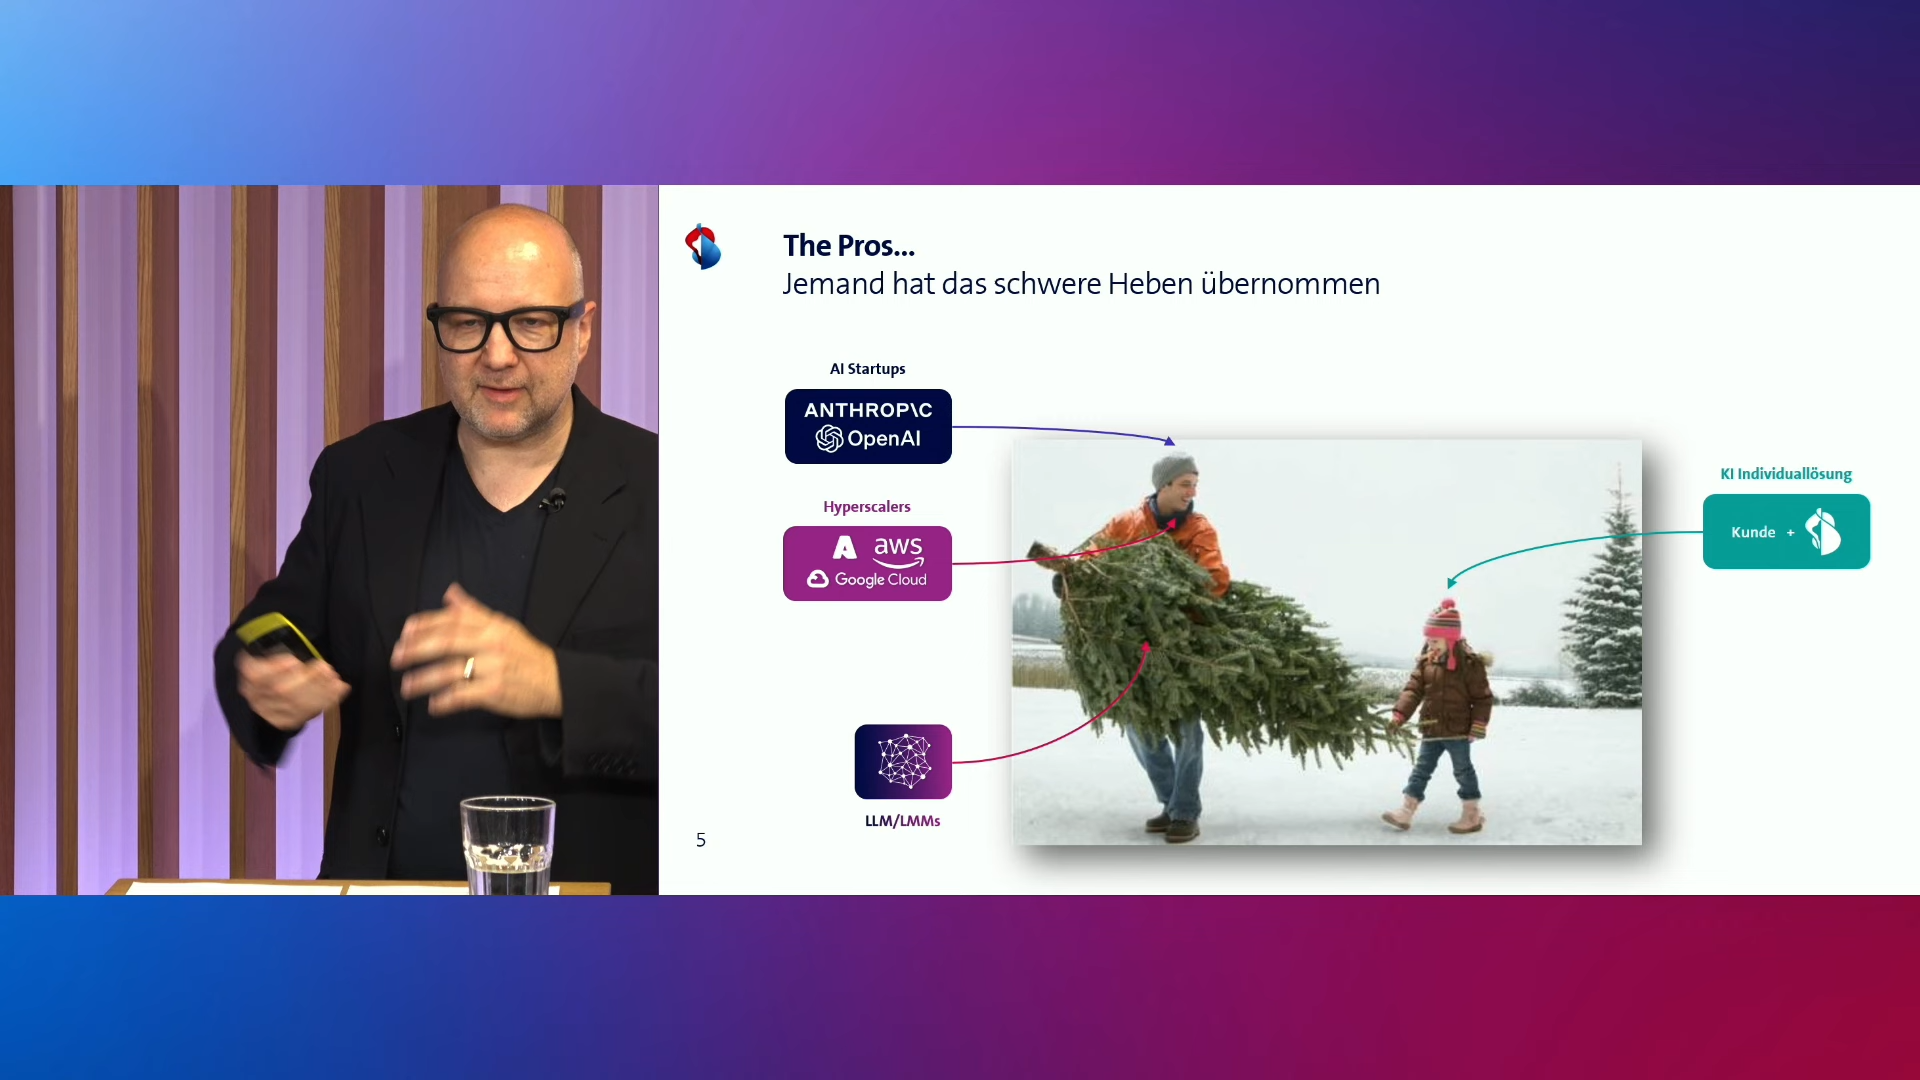 The Pros...
Jemand hat das schwere Heben übernommen
AI Startups
ANTHROP\C
OpenAI
Hyperscalers
aws
Google Cloud
KI Individuallösung
Kunde +
LLM/LMMs
5